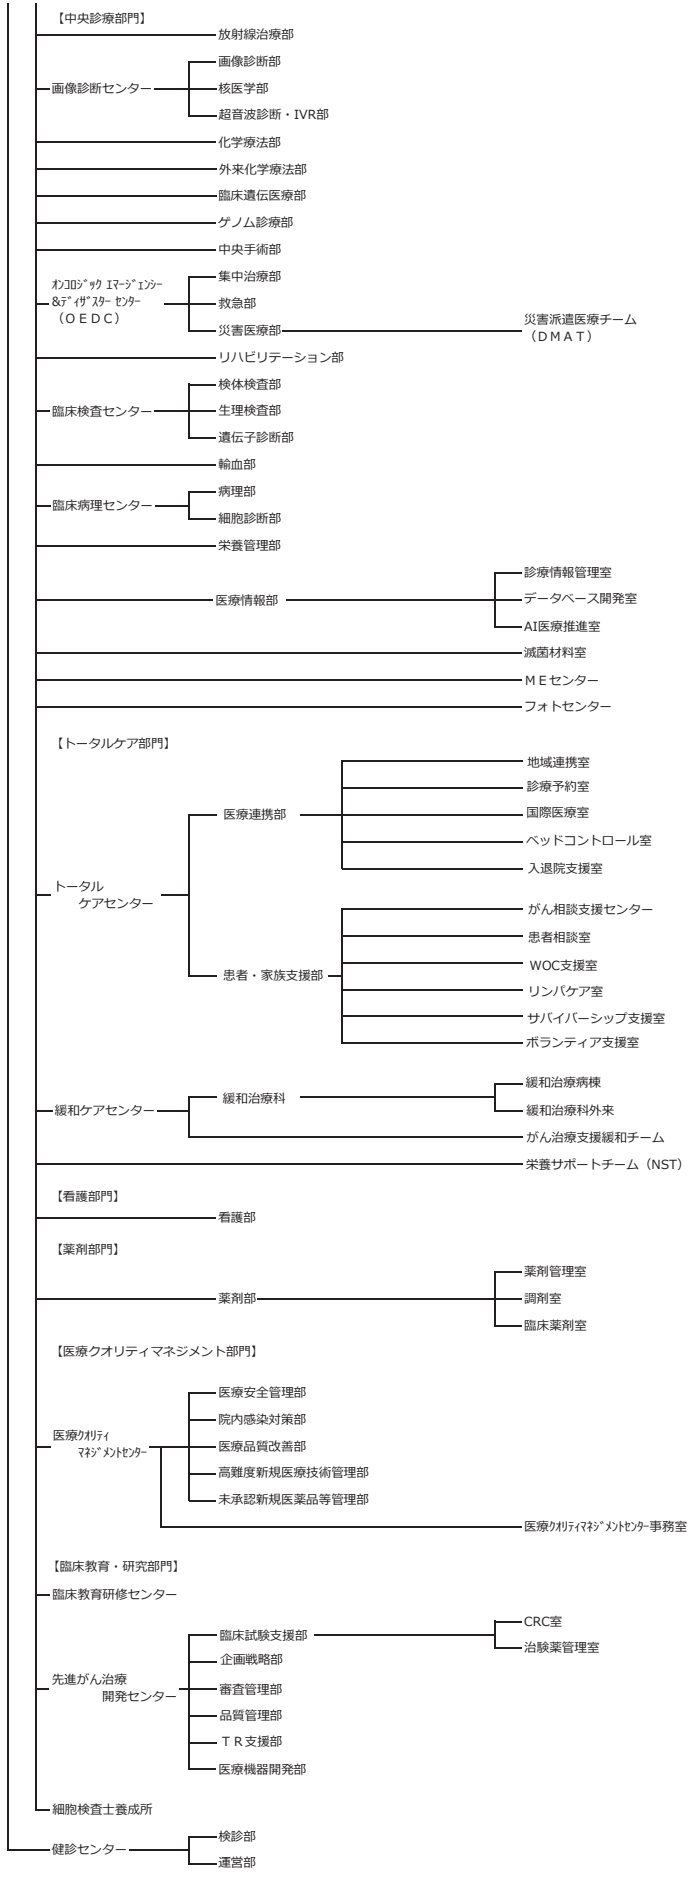 【中央診療部門】
放射線治療部
画像診断部
画像診断センター
核医学部
超音波診断・IVR部
化学療法部
外来化学療法部
臨床遺伝医療部
ゲノム診療部
中央手術部
集中治療部
ｵﾝｺﾛｼﾞｯｸ ｴﾏｰｼﾞｪﾝｼｰ
&ﾃﾞｨｻﾞｽﾀｰ ｾﾝﾀｰ
（ＯＥＤＣ）
救急部
災害医療部
災害派遣医療チーム
（ＤＭＡＴ）
リハビリテーション部
検体検査部
臨床検査センター
生理検査部
遺伝子診断部
輸血部
病理部
臨床病理センター
細胞診断部
栄養管理部
診療情報管理室
医療情報部
データベース開発室
AI医療推進室
滅菌材料室
ＭＥセンター
フォトセンター
【トータルケア部門】
地域連携室
診療予約室
医療連携部
国際医療室
ベッドコントロール室
入退院支援室
トータル
ケアセンター
がん相談支援センター
患者相談室
WOC支援室
患者・家族支援部
リンパケア室
サバイバーシップ支援室
ボランティア支援室
緩和治療病棟
緩和治療科
緩和ケアセンター
緩和治療科外来
がん治療支援緩和チーム
栄養サポートチーム（NST）
【看護部門】
看護部
【薬剤部門】
薬剤管理室
薬剤部
調剤室
臨床薬剤室
【医療クオリティマネジメント部門】
医療安全管理部
院内感染対策部
医療ｸｵﾘﾃｨ
ﾏﾈｼﾞﾒﾝﾄｾﾝﾀｰ
医療品質改善部
高難度新規医療技術管理部
未承認新規医薬品等管理部
医療ｸｵﾘﾃｨﾏﾈｼﾞﾒﾝﾄｾﾝﾀｰ事務室
【臨床教育・研究部門】
臨床教育研修センター
CRC室
臨床試験支援部
治験薬管理室
企画戦略部
先進がん治療
開発センター
審査管理部
品質管理部
ＴＲ支援部
医療機器開発部
細胞検査士養成所
検診部
健診センター
運営部